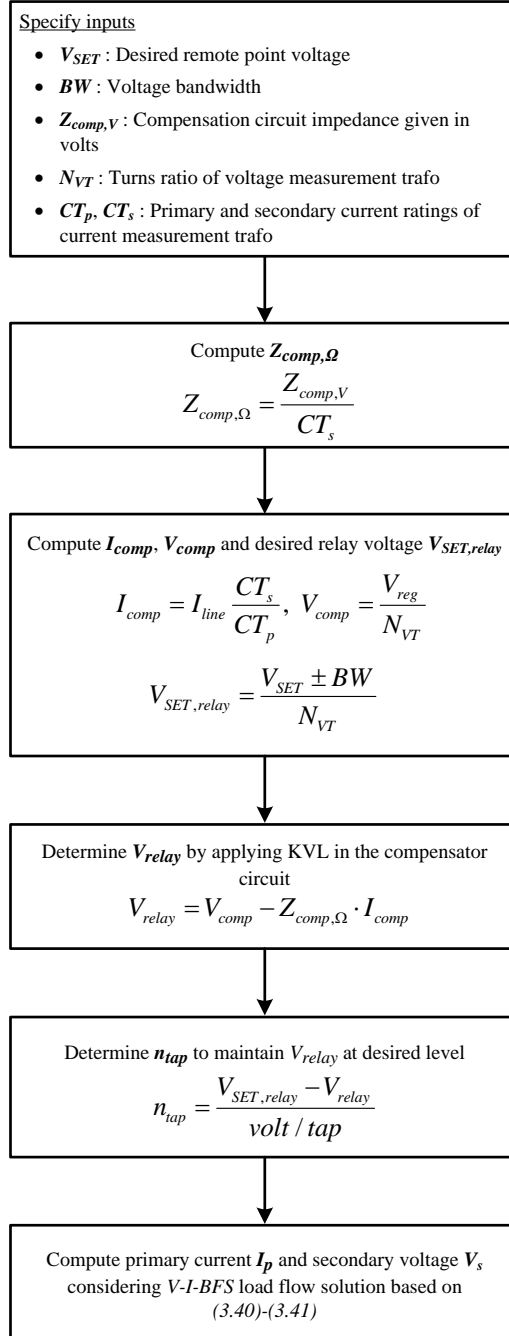 Specify inputs
• V_SET : Desired remote point voltage
• BW : Voltage bandwidth
• Z_comp,V : Compensation circuit impedance given in
volts
• N_VT : Turns ratio of voltage measurement trafo
• CT_p, CT_s : Primary and secondary current ratings of
current measurement trafo
Compute Z_comp,Ω
Z_comp,Ω = Z_comp,V / CT_s
Compute I_comp, V_comp and desired relay voltage V_SET,relay
I_comp = I_line CT_s / CT_p , V_comp = V_reg / N_VT
V_SET,relay = V_SET ± BW / N_VT
Determine V_relay by applying KVL in the compensator
circuit
V_relay = V_comp − Z_comp,Ω · I_comp
Determine n_tap to maintain V_relay at desired level
n_tap = V_SET,relay − V_relay / volt / tap
Compute primary current I_p and secondary voltage V_s
considering V-I-BFS load flow solution based on
(3.40)-(3.41)